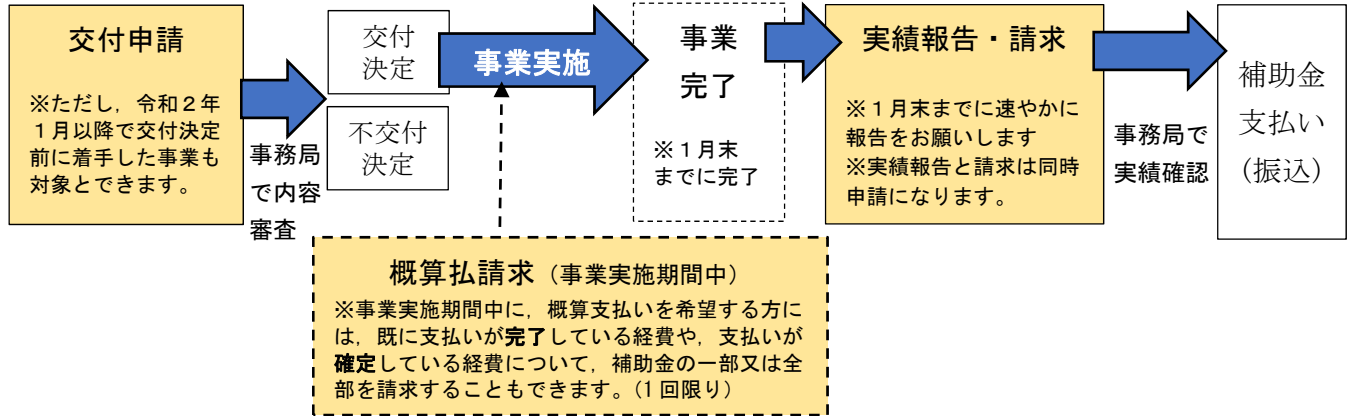 交付申請
※ただし，令和２年
１月以降で交付決定
前に着手した事業も
対象とできます。
事務局
で内容
審査
交付
決定
不交付
決定
事業実施
事業
完了
※１月末
までに完了
実績報告・請求
※１月末までに速やかに
報告をお願いします
※実績報告と請求は同時
申請になります。
事務局で
実績確認
補助金
支払い
（振込）
概算払請求（事業実施期間中）
※事業実施期間中に，概算支払いを希望する方に
は，既に支払いが完了している経費や，支払いが
確定している経費について，補助金の一部又は全
部を請求することもできます。（1 回限り）